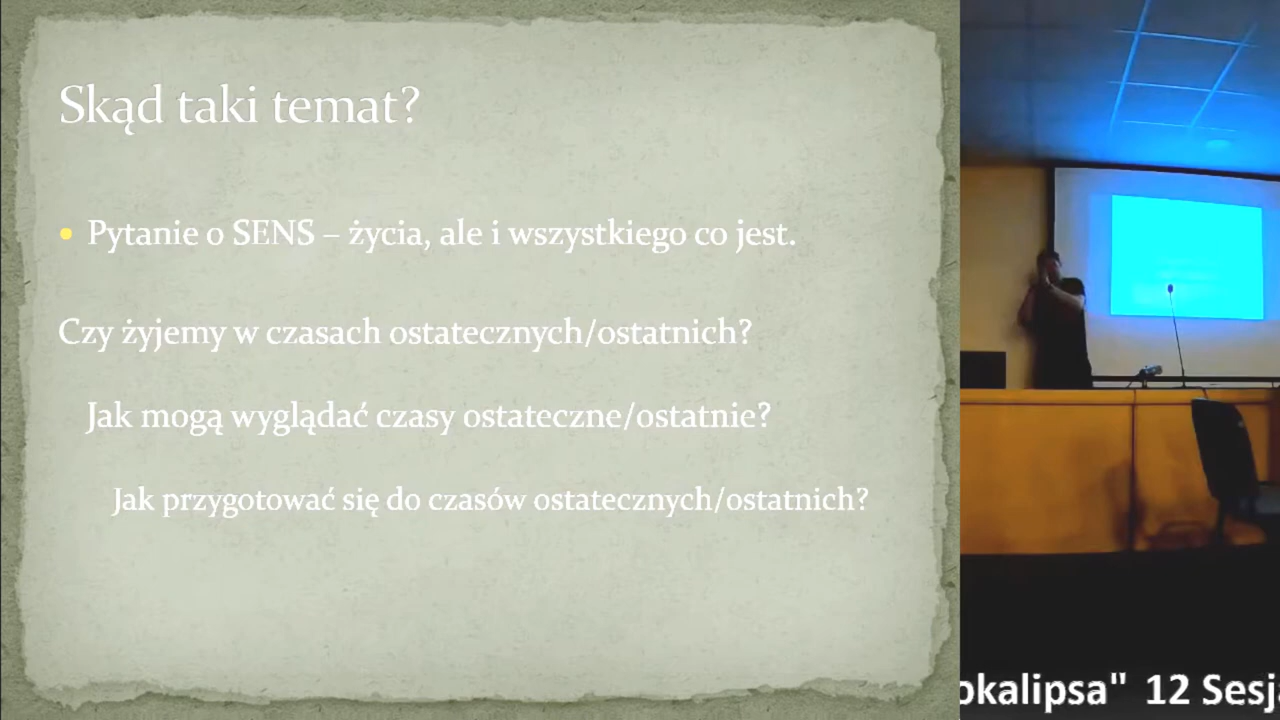 Skąd taki temat?
• Pytanie o SENS – życia, ale i wszystkiego co jest.
Czy żyjemy w czasach ostatecznych/ostatnich?
Jak mogą wyglądać czasy ostateczne/ostatnie?
Jak przygotować się do czasów ostatecznych/ostatnich?
okalipsa" 12 Sesja